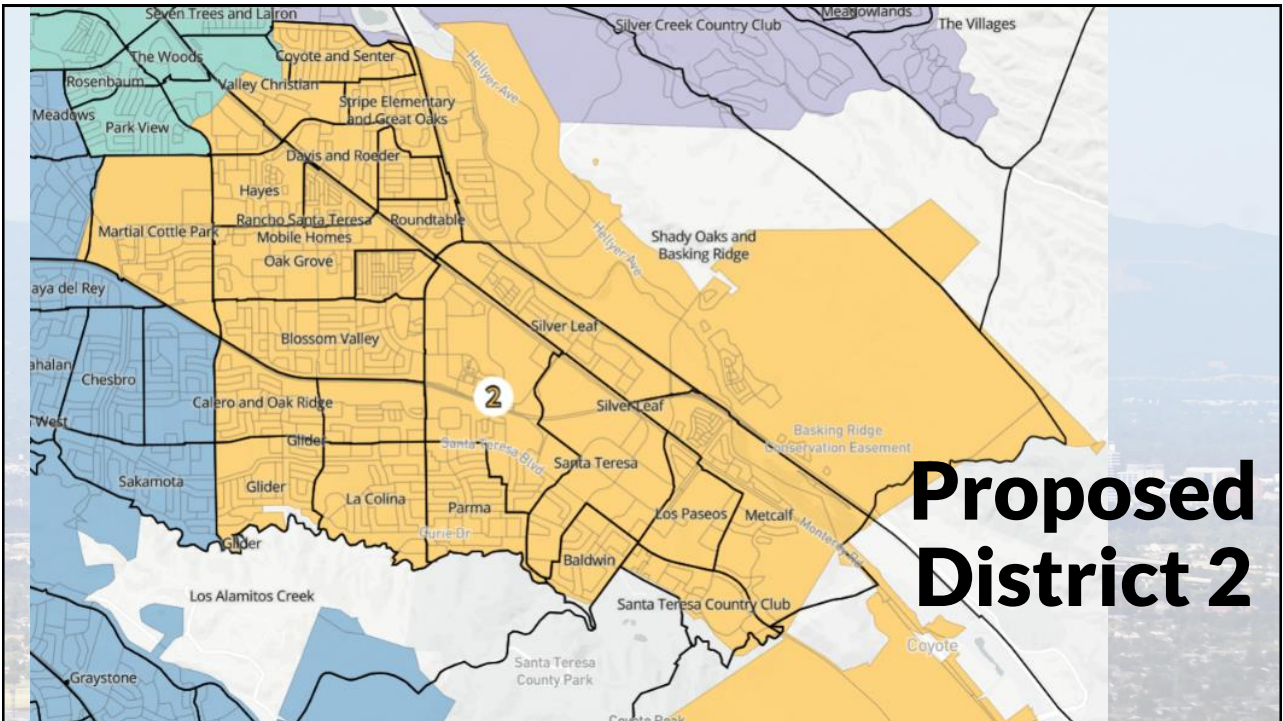 Seven Trees and Lairon
Meadowlands
Silver Creek Country Club
The Villages
The Woods
Coyote and Senter
Rosenbaum
Valley Christian
Hellyer Ave
Stripe Elementary
and Great Oaks
Meadows
Park View
Davis and Roeder
Hayes
Rancho Santa Teresa
Mobile Homes
Roundtable
Martial Cottle Park
Oak Grove
Hellyer Ave
Shady Oaks and
Basking Ridge
aya del Rey
Silver Leaf
Blossom Valley
ahalan
Chesbro
2
Calero and Oak Ridge
Silver Leaf
West
Glider
Santa Teresa Blvd
Basking Ridge
Conservation Easement
Santa Teresa
Sakamota
Glider
La Colina
Parma
Los Paseos
Metcalf
Monterey Rd
Curie Dr
Glider
Baldwin
Proposed
District 2
Los Alamitos Creek
Santa Teresa Country Club
Coyote
Santa Teresa
County Park
Graystone
Coyote Peak